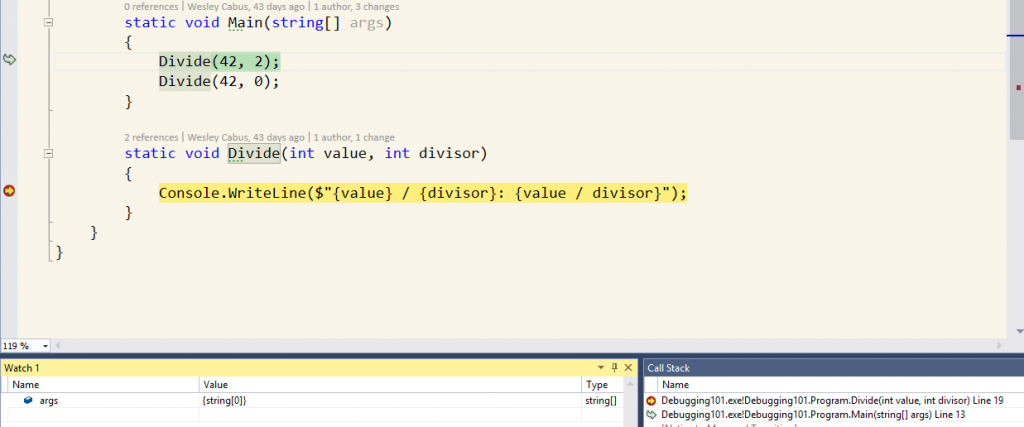 0 references | Wesley Cabus, 43 days ago | 1 author, 3 changes
static void Main(string[] args)
{
Divide(42, 2);
Divide(42, 0);
}
2 references | Wesley Cabus, 43 days ago | 1 author, 1 change
static void Divide(int value, int divisor)
{
Console.WriteLine($"{value} / {divisor}: {value / divisor}");
}
}
}
119 %
Watch 1
Name Value Type
args {string[0]} string[]
Call Stack
Name
Debugging101.exe!Debugging101.Program.Divide(int value, int divisor) Line 19
Debugging101.exe!Debugging101.Program.Main(string[] args) Line 13